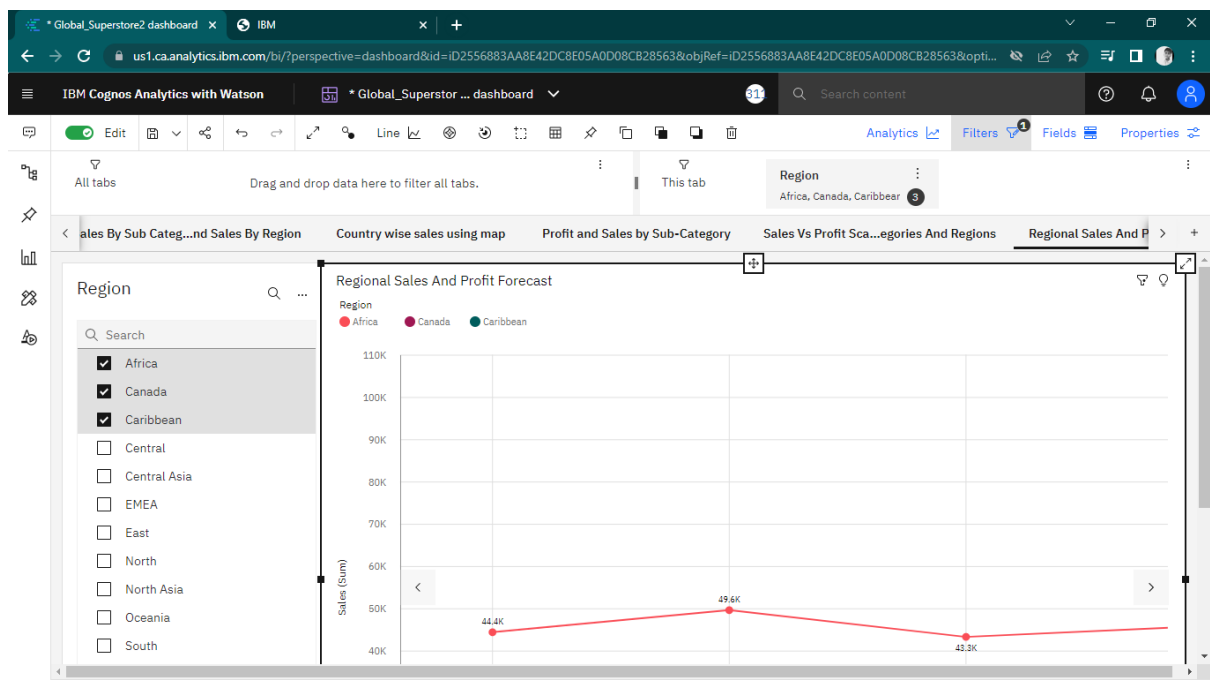 * Global_Superstore2 dashboard
IBM
us1.ca.analytics.ibm.com/bi/?perspective=dashboard&id=iD2556883AA8E42DC8E05A0D08CB28563&objRef=iD2556883AA8E42DC8E05A0D08CB28563&opti...
IBM Cognos Analytics with Watson
* Global_Superstor ... dashboard
311
Search content
Edit
Line
Analytics
Filters
1
Fields
Properties
All tabs
Drag and drop data here to filter all tabs.
This tab
Region
Africa, Canada, Caribbear 3
ales By Sub Categ...nd Sales By Region
Country wise sales using map
Profit and Sales by Sub-Category
Sales Vs Profit Sca...egories And Regions
Regional Sales And P
Region
Search
Africa
Canada
Caribbean
Central
Central Asia
EMEA
East
North
North Asia
Oceania
South
Regional Sales And Profit Forecast
Region
Africa Canada Caribbean
110K
100K
90K
80K
70K
60K
50K
40K
Sales (Sum)
44.4K
49.6K
43.3K